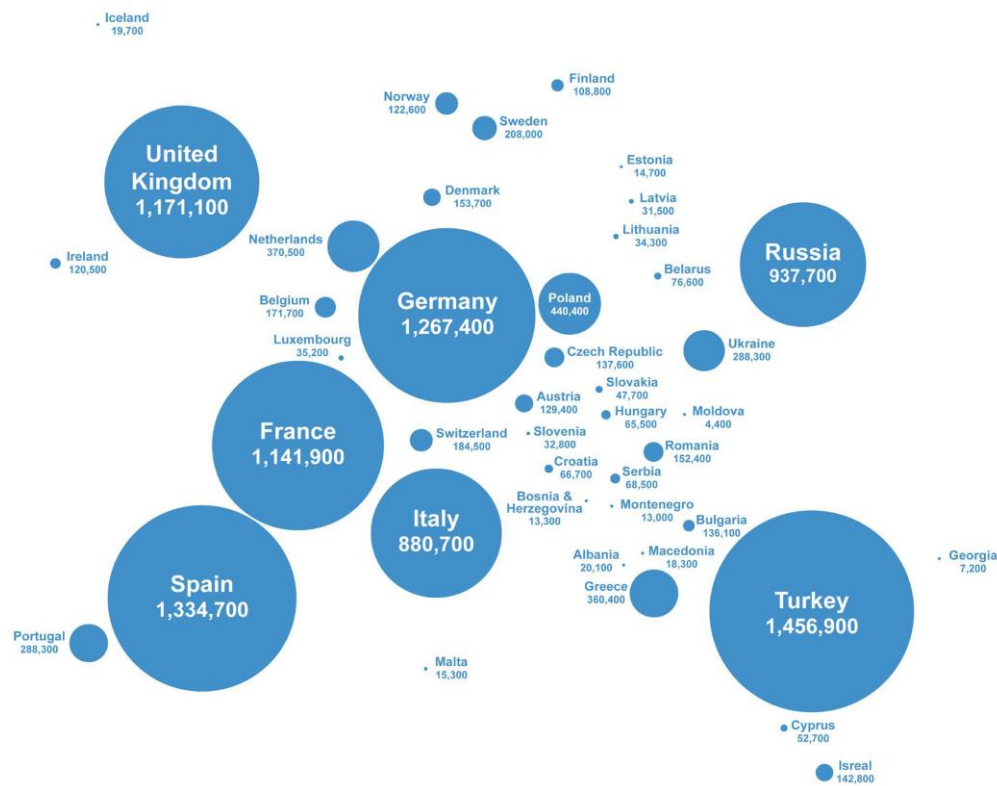 Iceland
19,700
Finland
108,800
Norway
122,600
Sweden
208,000
United
Kingdom
1,171,100
Estonia
14,700
Denmark
153,700
Latvia
31,500
Lithuania
34,300
Netherlands
370,500
Russia
937,700
Ireland
120,500
Belarus
76,600
Belgium
171,700
Germany
1,267,400
Poland
440,400
Luxembourg
35,200
Czech Republic
137,600
Ukraine
288,300
Slovakia
47,700
Austria
129,400
Hungary
65,500
Moldova
4,400
France
1,141,900
Switzerland
184,500
Slovenia
32,800
Romania
152,400
Croatia
66,700
Serbia
68,500
Bosnia &
Herzegovina
13,300
Montenegro
13,000
Italy
880,700
Bulgaria
136,100
Albania
20,100
Macedonia
18,300
Georgia
7,200
Greece
360,400
Spain
1,334,700
Turkey
1,456,900
Portugal
288,300
Malta
15,300
Cyprus
52,700
Isreal
142,800